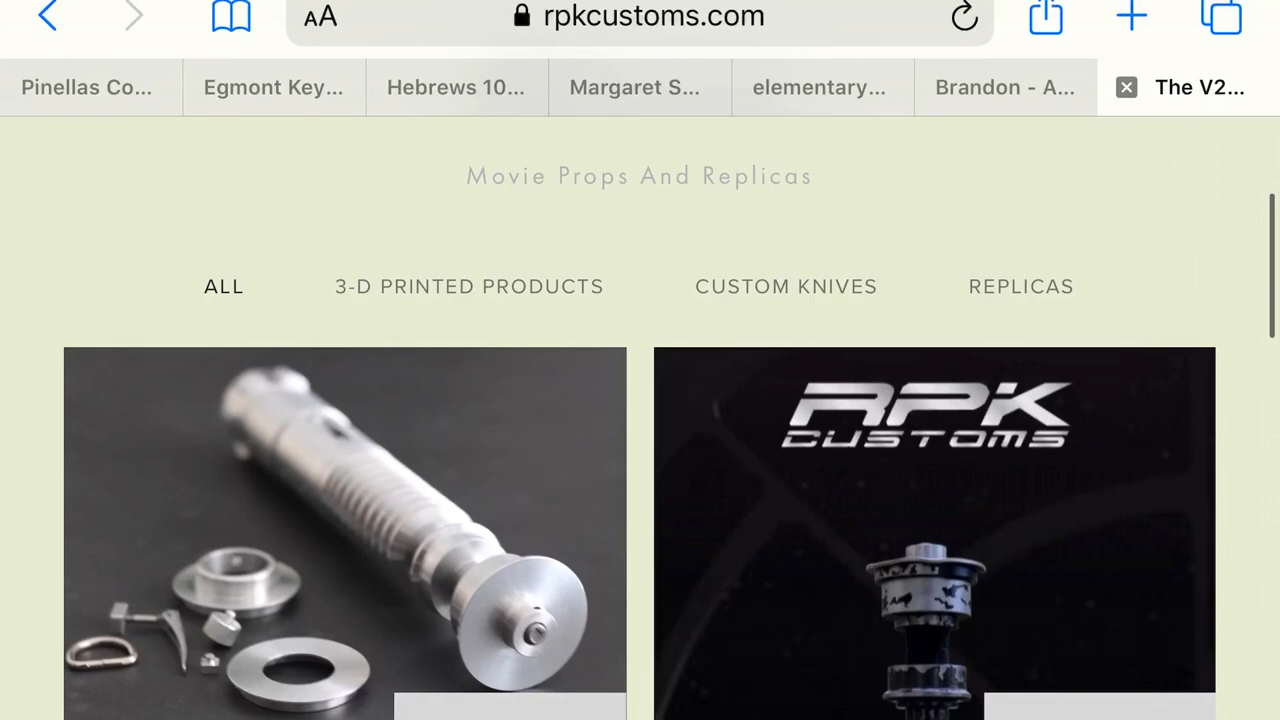 AA rpkcustoms.com
Pinellas Co... Egmont Key... Hebrews 10... Margaret S... elementary... Brandon - A... The V2...
Movie Props And Replicas
ALL 3-D PRINTED PRODUCTS CUSTOM KNIVES REPLICAS
RPK
CUSTOMS